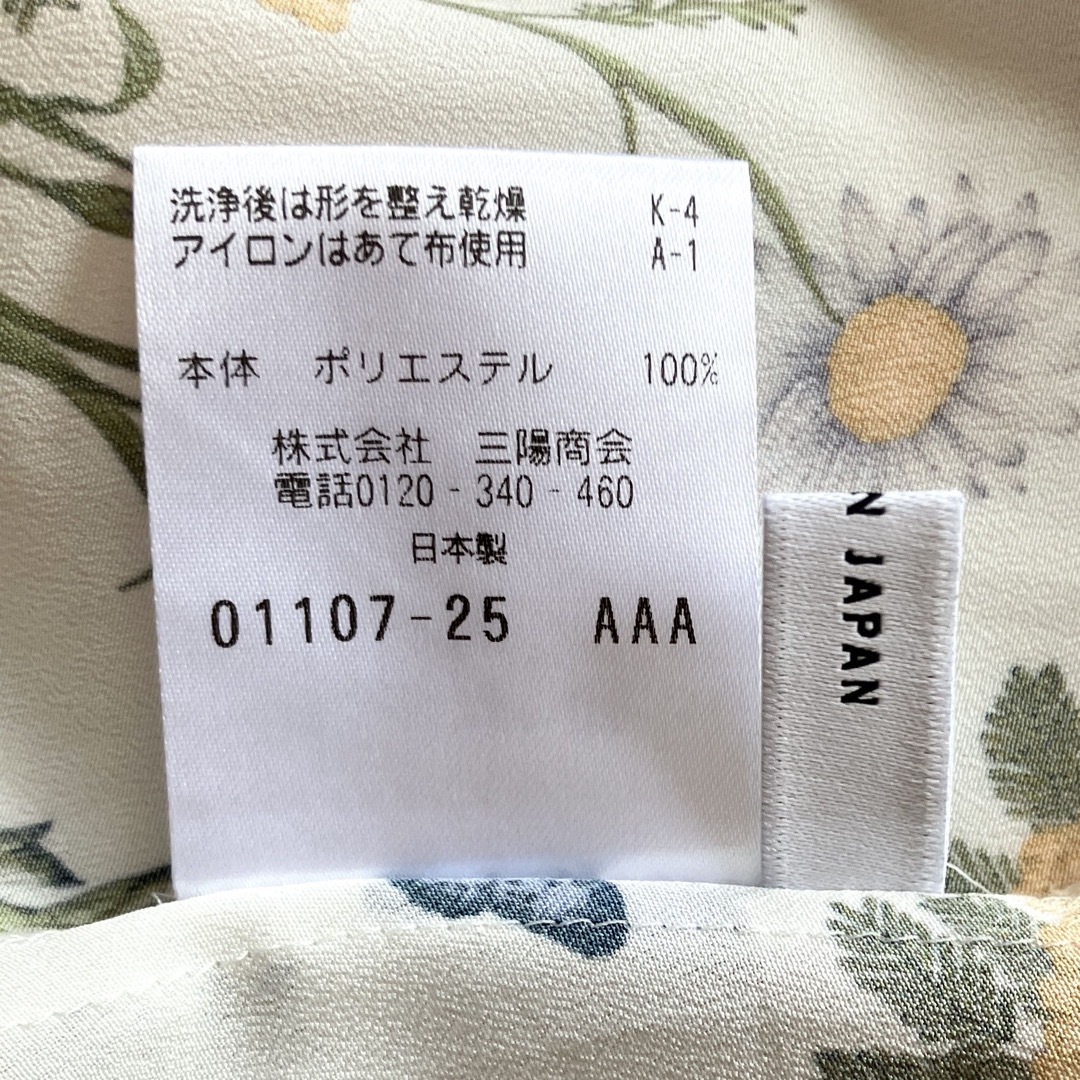 洗浄後は形を整え乾燥 K-4
アイロンはあて布使用 A-1
本体 ポリエステル 100%
株式会社 三陽商会
電話0120-340-460
日本製
01107-25 AAA
N JAPAN